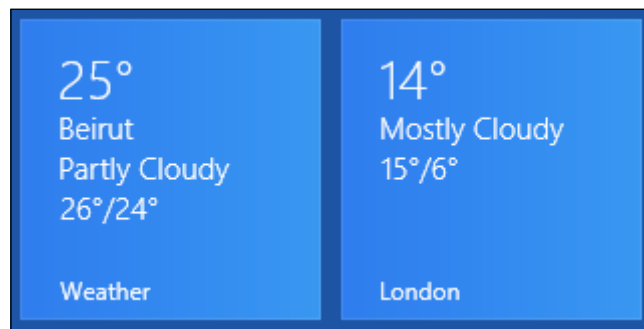 25°
Beirut
Partly Cloudy
26°/24°
Weather
14°
Mostly Cloudy
15°/6°
London